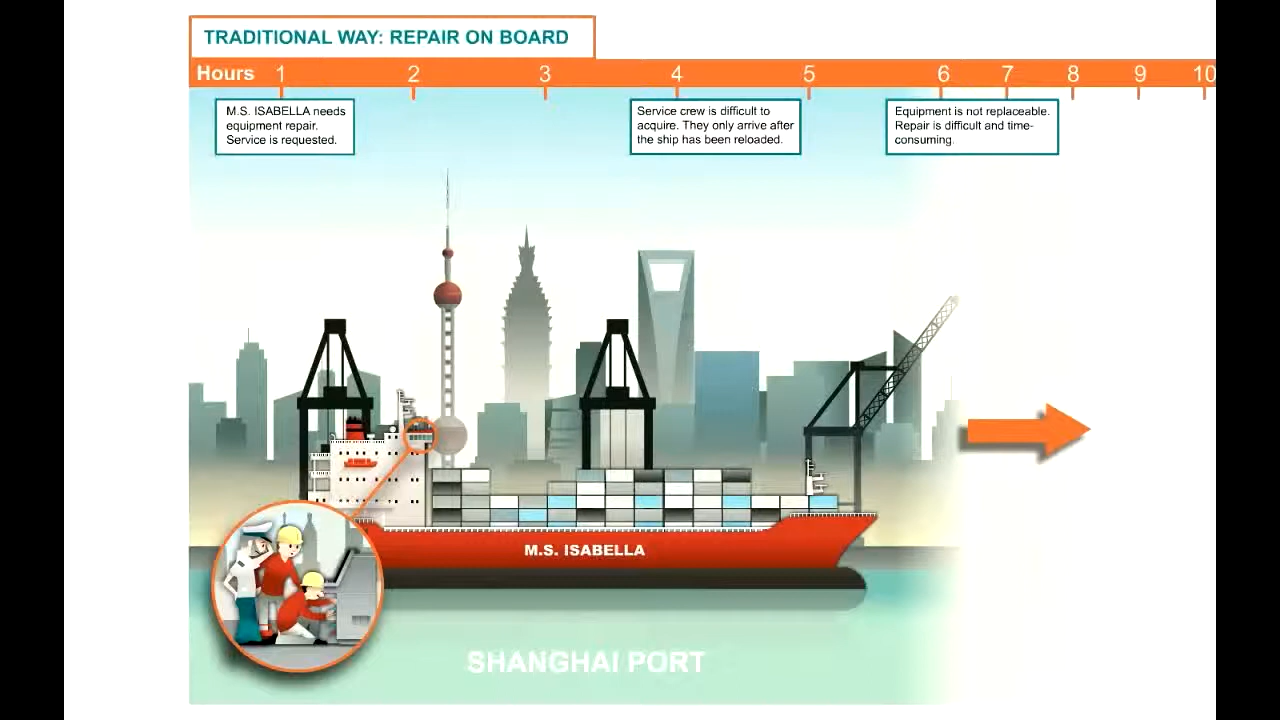 TRADITIONAL WAY: REPAIR ON BOARD
Hours 1 2 3 4 5 6 7 8 9 10
M.S. ISABELLA needs
equipment repair.
Service is requested.
Service crew is difficult to
acquire. They only arrive after
the ship has been reloaded.
Equipment is not replaceable.
Repair is difficult and time-
consuming.
M.S. ISABELLA
SHANGHAI PORT